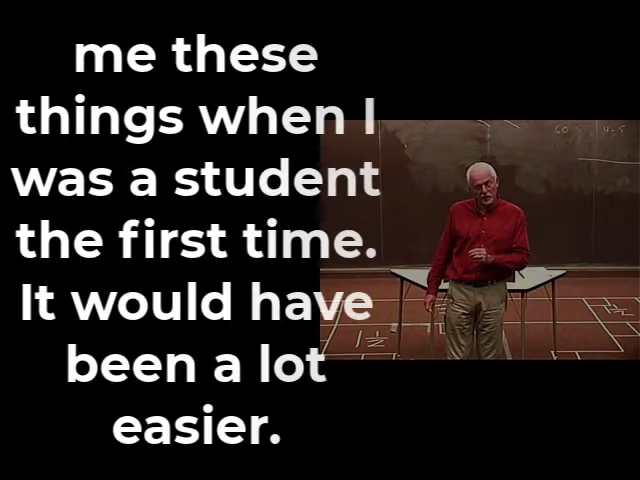 me these
things when I
was a student
the first time.
It would have
been a lot
easier.